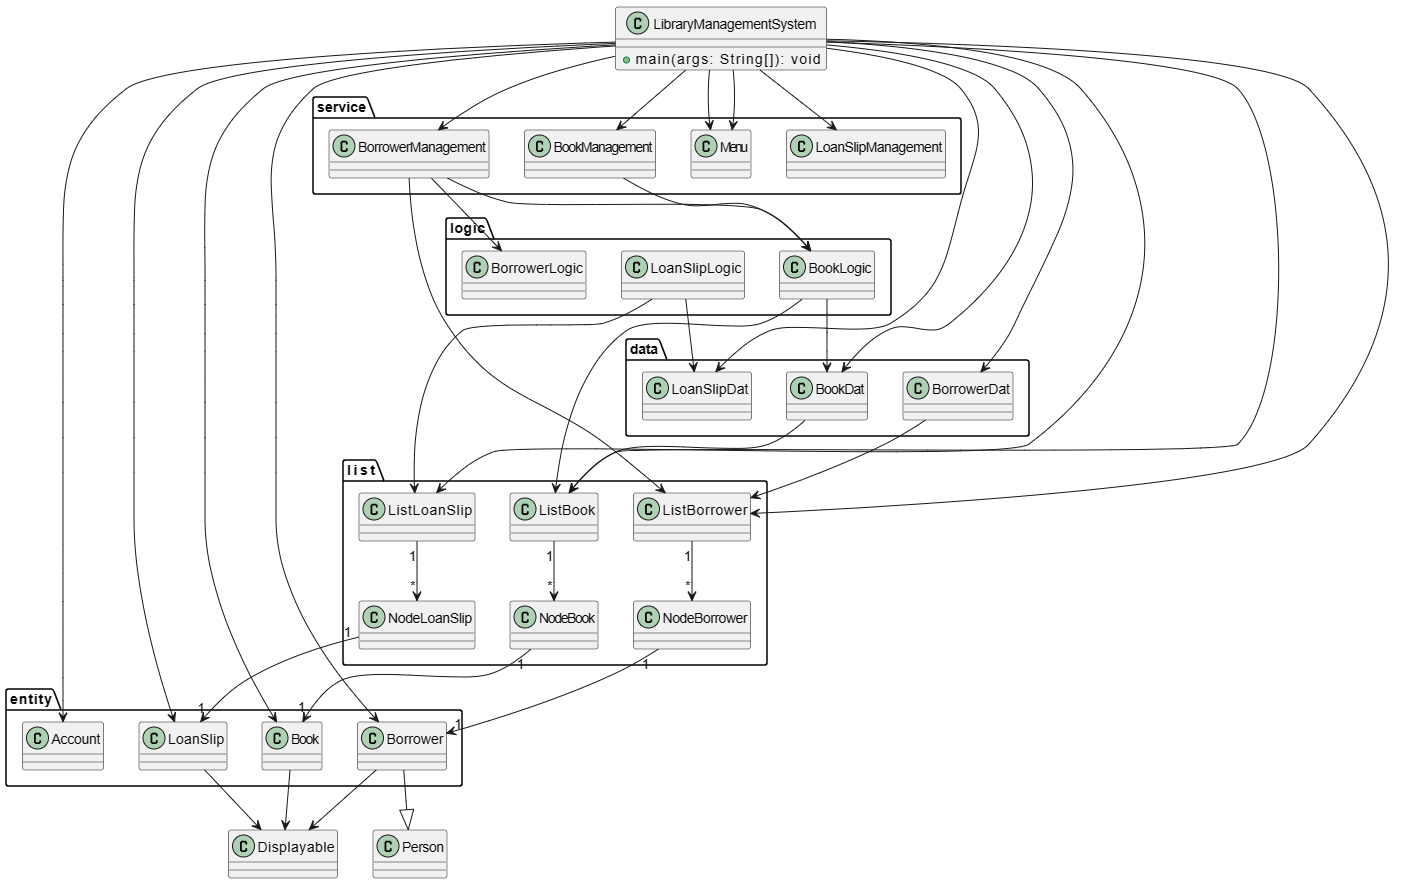 C LibraryManagementSystem
main(args: String[]): void
service
C BorrowerManagement
C BookManagement
C Menu
C LoanSlipManagement
logic
C BorrowerLogic
C LoanSlipLogic
C BookLogic
data
C LoanSlipDat
C BookDat
C BorrowerDat
list
C ListLoanSlip
C ListBook
C ListBorrower
1 1 1
* * *
C NodeLoanSlip
C NodeBook
C NodeBorrower
1
1 1
entity
1 1
1
C Account
C LoanSlip
C Book
C Borrower
C Displayable
C Person